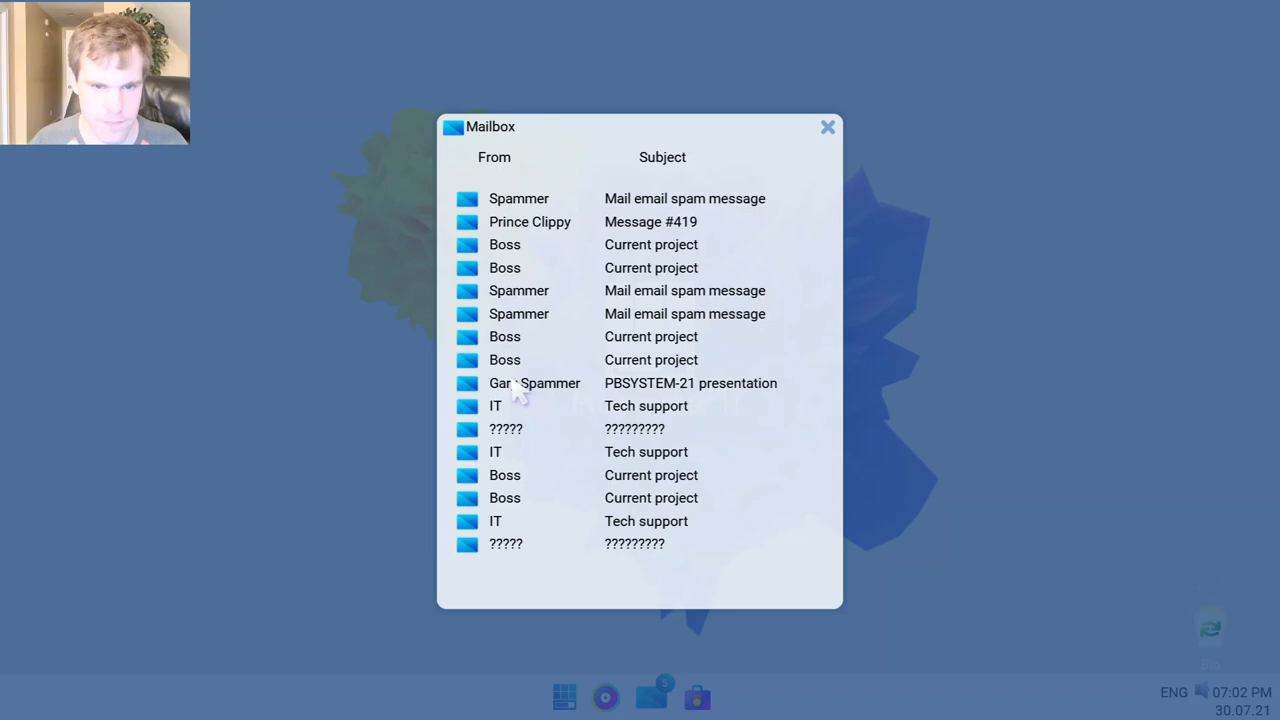 Mailbox
From Subject
Spammer Mail email spam message
Prince Clippy Message #419
Boss Current project
Boss Current project
Spammer Mail email spam message
Spammer Mail email spam message
Boss Current project
Boss Current project
Gary Spammer PBSYSTEM-21 presentation
IT Tech support
????? ?????????
IT Tech support
Boss Current project
Boss Current project
IT Tech support
????? ?????????
Bin
5
ENG 07:02 PM
30.07.21